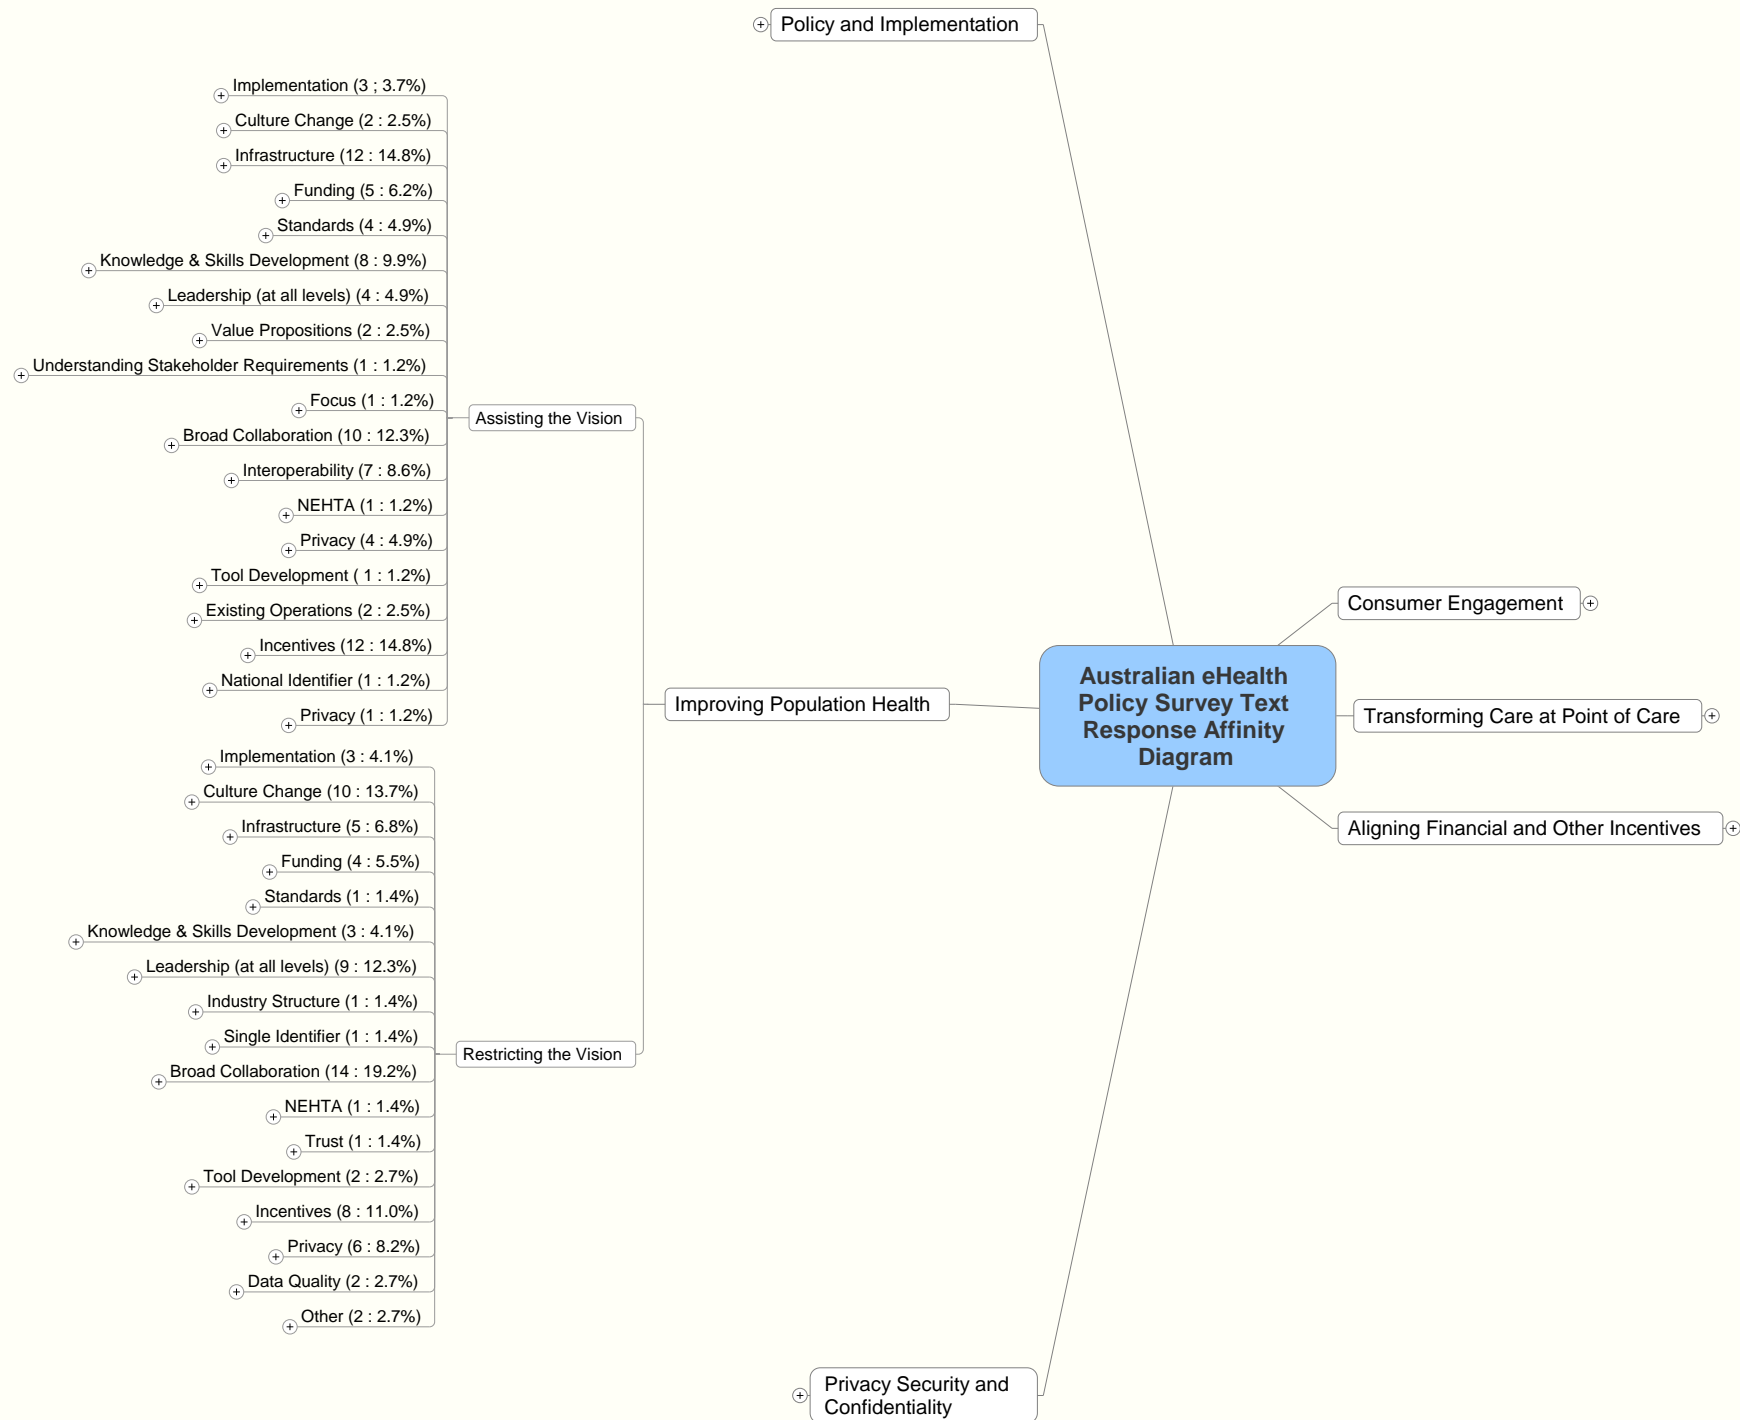 Policy and Implementation
Implementation (3 ; 3.7%)
Culture Change (2 : 2.5%)
Infrastructure (12 : 14.8%)
Funding (5 : 6.2%)
Standards (4 : 4.9%)
Knowledge & Skills Development (8 : 9.9%)
Leadership (at all levels) (4 : 4.9%)
Value Propositions (2 : 2.5%)
Understanding Stakeholder Requirements (1 : 1.2%)
Focus (1 : 1.2%)
Broad Collaboration (10 : 12.3%)
Interoperability (7 : 8.6%)
NEHTA (1 : 1.2%)
Privacy (4 : 4.9%)
Tool Development ( 1 : 1.2%)
Existing Operations (2 : 2.5%)
Incentives (12 : 14.8%)
National Identifier (1 : 1.2%)
Privacy (1 : 1.2%)
Assisting the Vision
Implementation (3 : 4.1%)
Culture Change (10 : 13.7%)
Infrastructure (5 : 6.8%)
Funding (4 : 5.5%)
Standards (1 : 1.4%)
Knowledge & Skills Development (3 : 4.1%)
Leadership (at all levels) (9 : 12.3%)
Industry Structure (1 : 1.4%)
Single Identifier (1 : 1.4%)
Broad Collaboration (14 : 19.2%)
NEHTA (1 : 1.4%)
Trust (1 : 1.4%)
Tool Development (2 : 2.7%)
Incentives (8 : 11.0%)
Privacy (6 : 8.2%)
Data Quality (2 : 2.7%)
Other (2 : 2.7%)
Restricting the Vision
Improving Population Health
Privacy Security and
Confidentiality
Australian eHealth
Policy Survey Text
Response Affinity
Diagram
Consumer Engagement
Transforming Care at Point of Care
Aligning Financial and Other Incentives